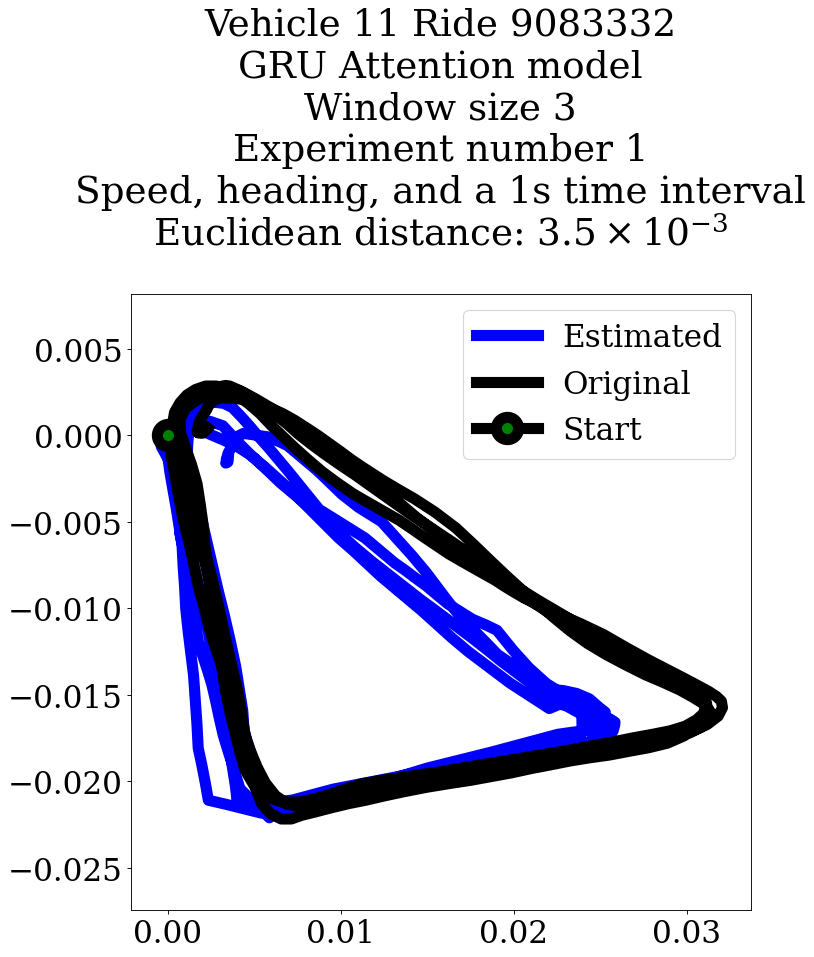 Vehicle 11 Ride 9083332
GRU Attention model
Window size 3
Experiment number 1
Speed, heading, and a 1s time interval
Euclidean distance: 3.5 × 10⁻³
Estimated
Original
Start
0.005
0.000
−0.005
−0.010
−0.015
−0.020
−0.025
0.00 0.01 0.02 0.03